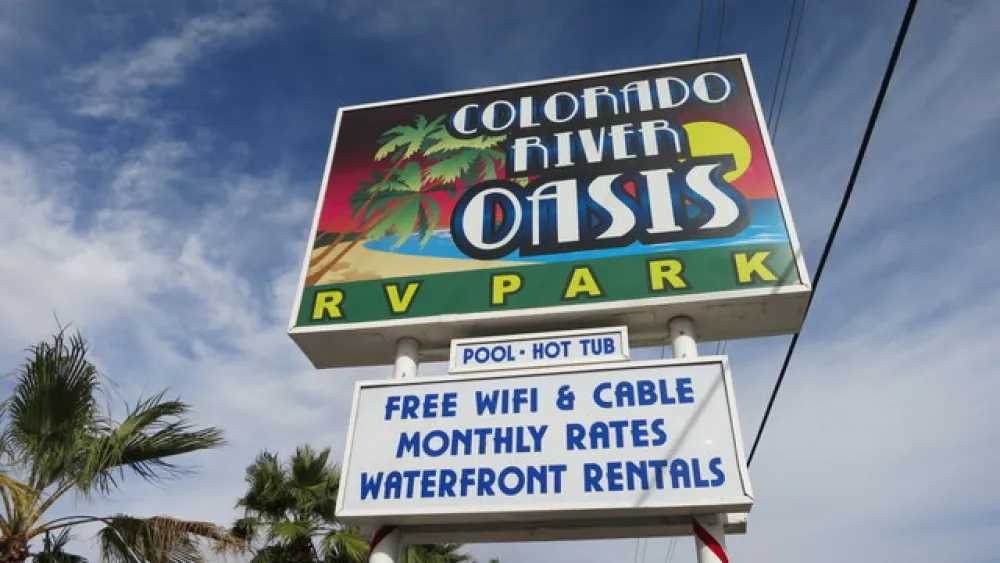 COLORADO
RIVER
OASIS
RV PARK
POOL · HOT TUB
FREE WIFI & CABLE
MONTHLY RATES
WATERFRONT RENTALS